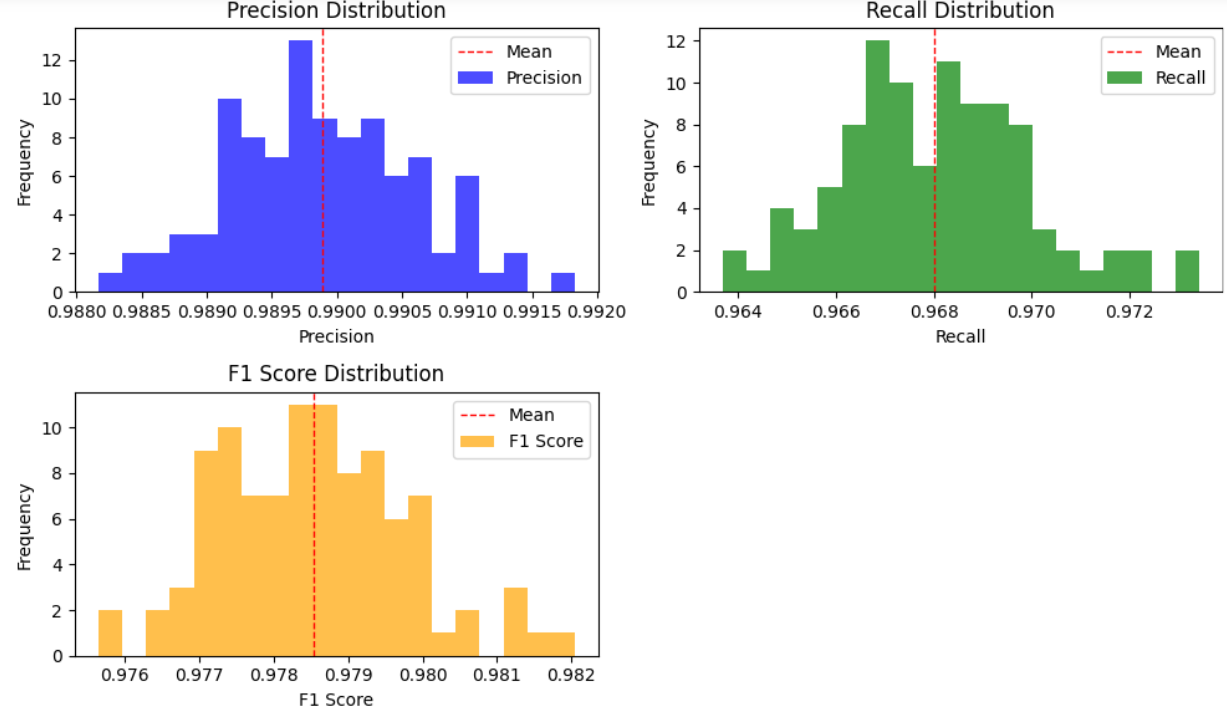 Precision Distribution
Mean
Precision
12
10
8
6
4
2
0
Frequency
0.9880 0.9885 0.9890 0.9895 0.9900 0.9905 0.9910 0.9915 0.9920
Precision
Recall Distribution
Mean
Recall
12
10
8
6
4
2
0
Frequency
0.964 0.966 0.968 0.970 0.972
Recall
F1 Score Distribution
Mean
F1 Score
10
8
6
4
2
0
Frequency
0.976 0.977 0.978 0.979 0.980 0.981 0.982
F1 Score